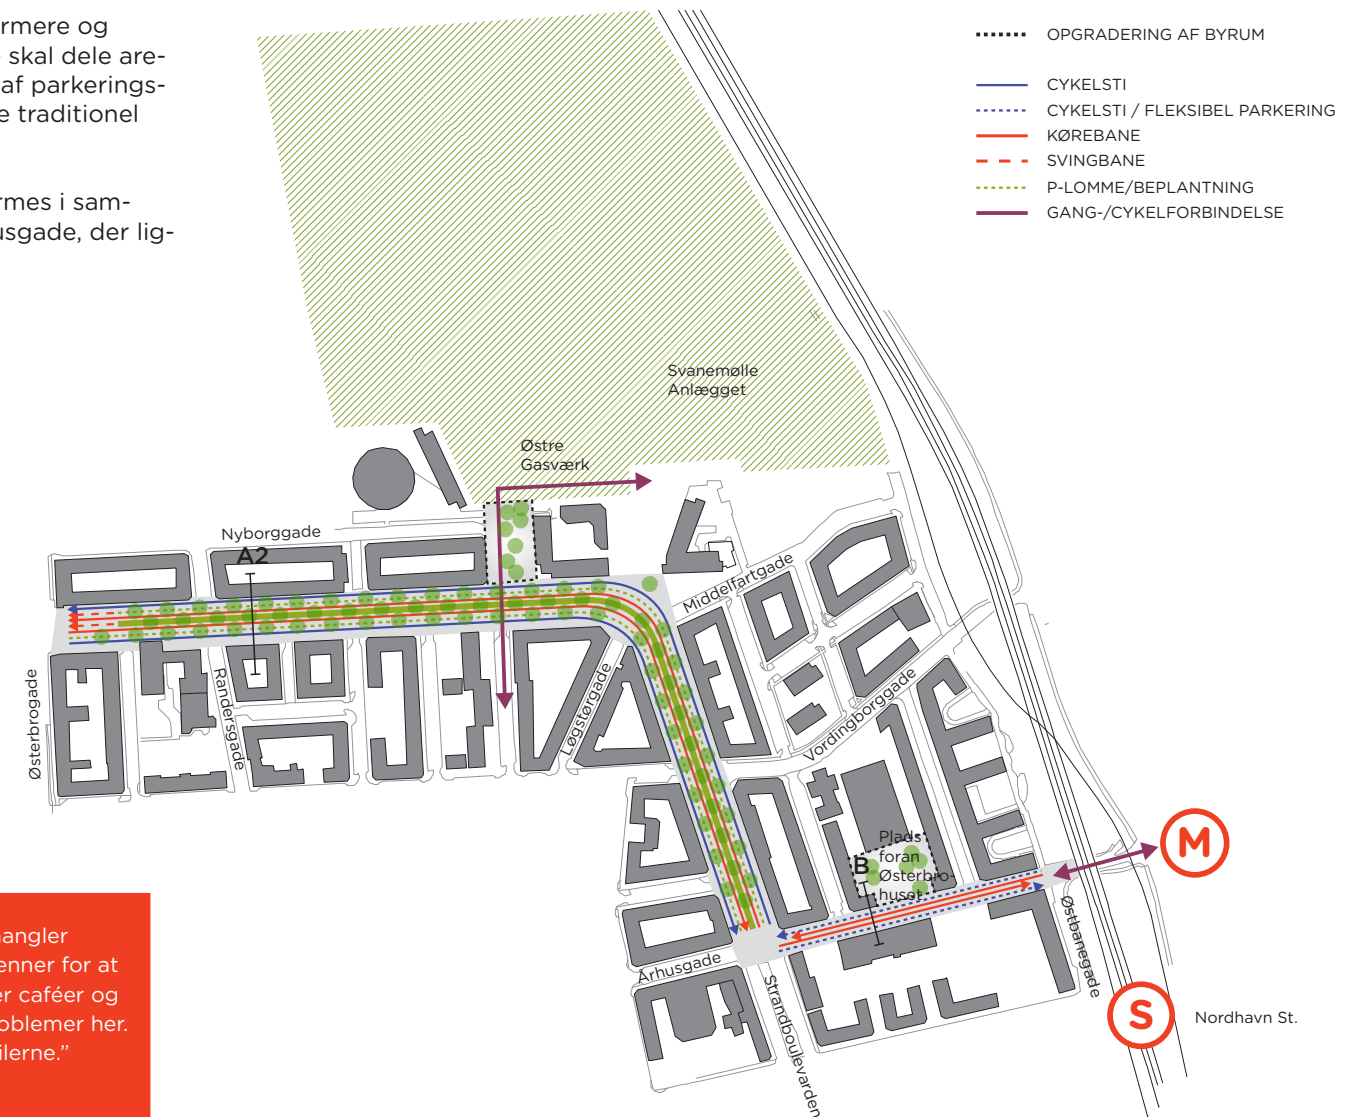 rmere og
skal dele are-
af parkerings-
e traditionel
rmes i sam-
usgade, der lig-
OPGRADERING AF BYRUM
CYKELSTI
CYKELSTI / FLEKSIBEL PARKERING
KØREBANE
SVINGBANE
P-LOMME/BEPLANTNING
GANG-/CYKELFORBINDELSE
Svanemølle
Anlægget
Østre
Gasværk
Nyborggade
A2
Middelfartgade
Østerbrogade
Randersgade
Løgstørgade
Vordingborggade
Plads
foran
Østerbro-
huset
B
M
Århusgade
Strandboulevarden
Østbanegade
S
Nordhavn St.
nangler
enner for at
er caféer og
oblemer her.
ilerne.”